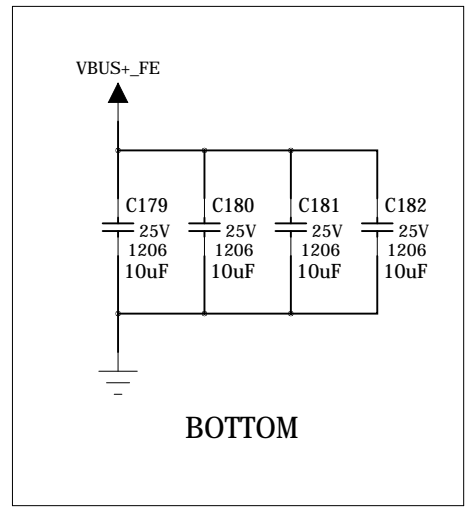 VBUS+_FE
C179 C180 C181 C182
25V 25V 25V 25V
1206 1206 1206 1206
10uF 10uF 10uF 10uF
BOTTOM